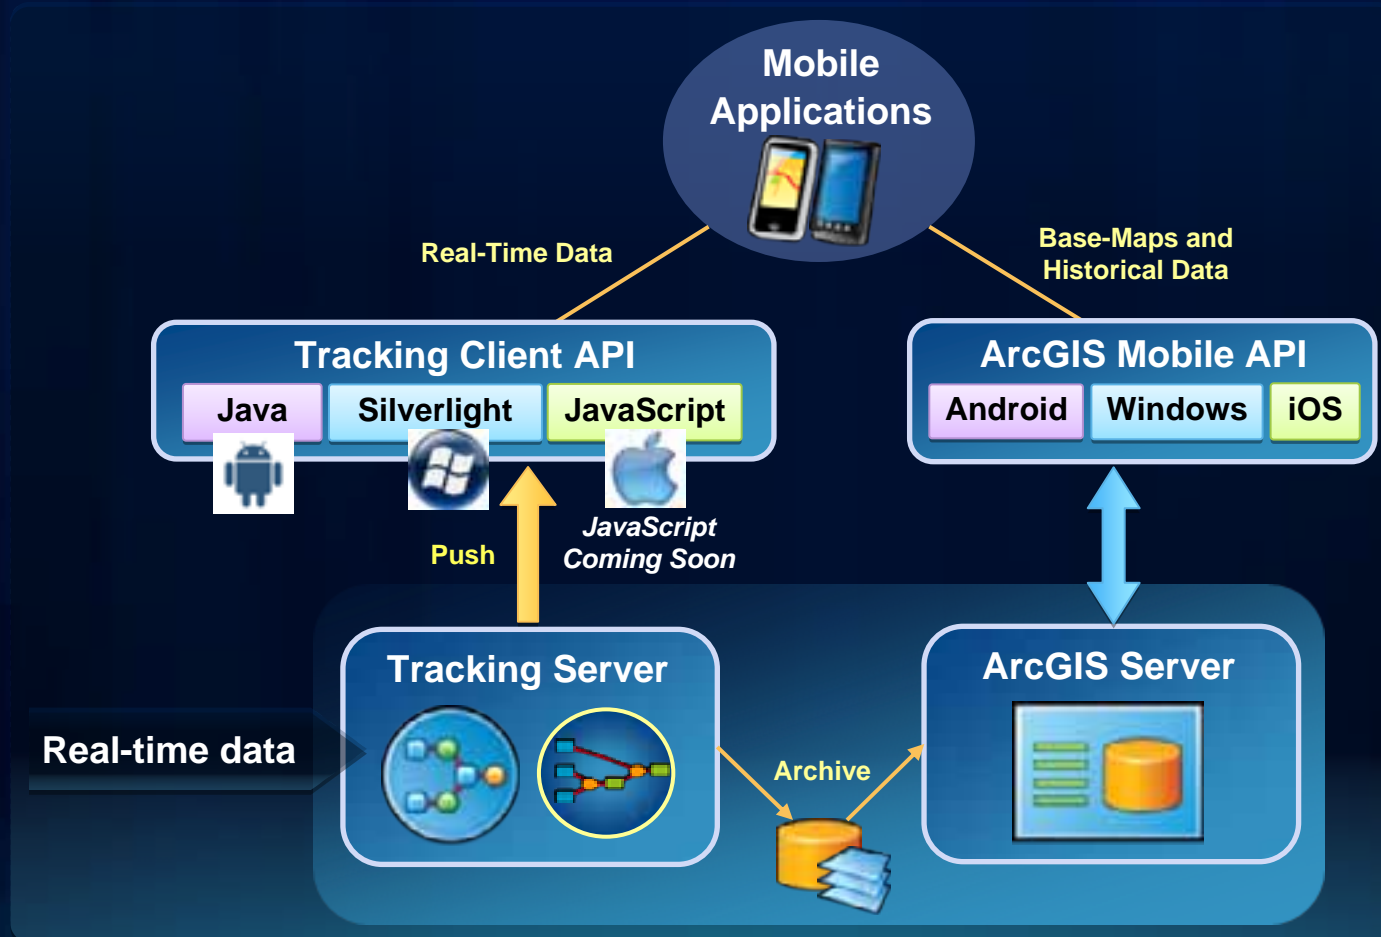 Mobile
Applications
Real-Time Data
Base-Maps and
Historical Data
Tracking Client API
Java
Silverlight
JavaScript
ArcGIS Mobile API
Android
Windows
iOS
Push
JavaScript
Coming Soon
Tracking Server
ArcGIS Server
Real-time data
Archive